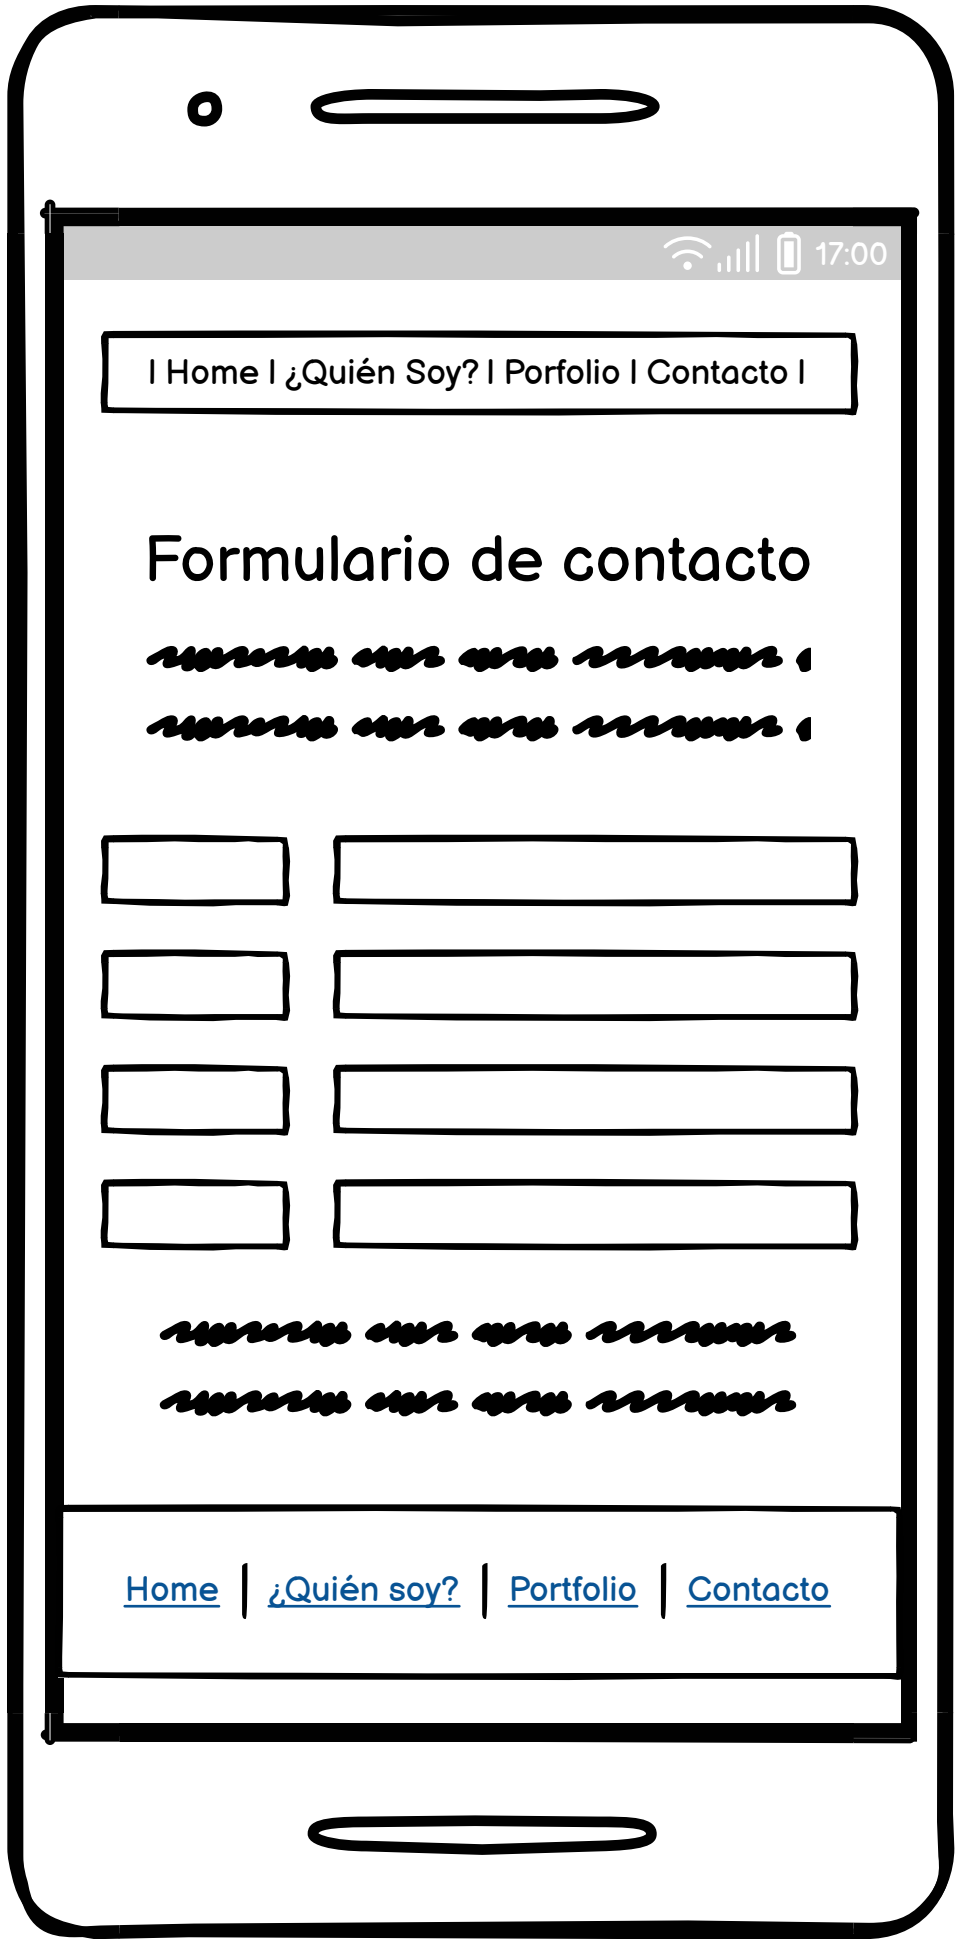 17:00
| Home | ¿Quién Soy? | Porfolio | Contacto |
Formulario de contacto
Home | ¿Quién soy? | Portfolio | Contacto